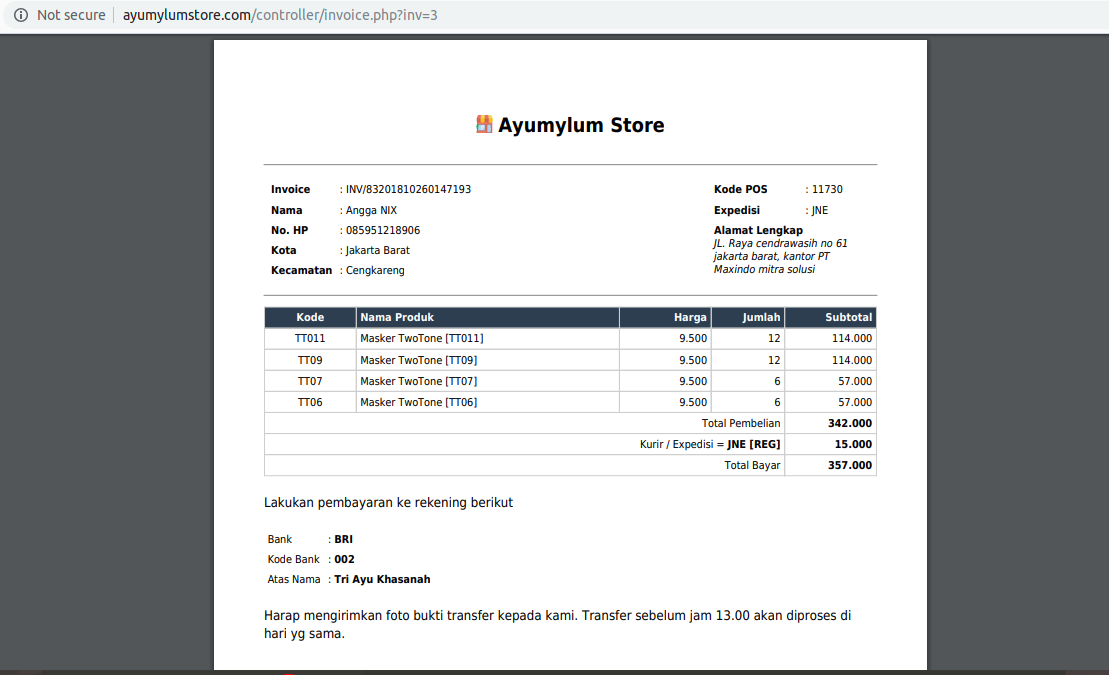 Not secure ayumylumstore.com/controller/invoice.php?inv=3
Ayumylum Store
Invoice : INV/83201810260147193
Nama : Angga NIX
No. HP : 085951218906
Kota : Jakarta Barat
Kecamatan : Cengkareng
Kode POS : 11730
Expedisi : JNE
Alamat Lengkap
JL. Raya cendrawasih no 61
jakarta barat, kantor PT
Maxindo mitra solusi
Kode Nama Produk Harga Jumlah Subtotal
TT011 Masker TwoTone [TT011] 9.500 12 114.000
TT09 Masker TwoTone [TT09] 9.500 12 114.000
TT07 Masker TwoTone [TT07] 9.500 6 57.000
TT06 Masker TwoTone [TT06] 9.500 6 57.000
Total Pembelian 342.000
Kurir / Expedisi = JNE [REG] 15.000
Total Bayar 357.000
Lakukan pembayaran ke rekening berikut
Bank : BRI
Kode Bank : 002
Atas Nama : Tri Ayu Khasanah
Harap mengirimkan foto bukti transfer kepada kami. Transfer sebelum jam 13.00 akan diproses di
hari yg sama.